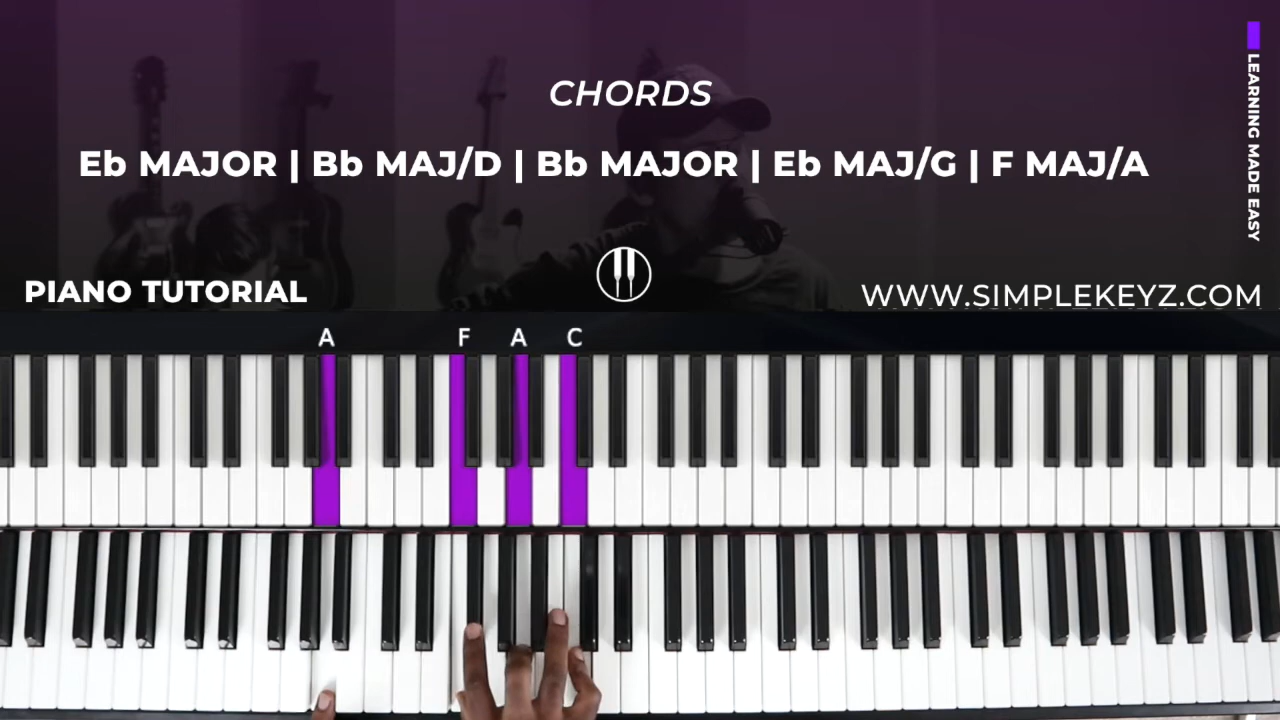 CHORDS
Eb MAJOR | Bb MAJ/D | Bb MAJOR | Eb MAJ/G | F MAJ/A
LEARNING MADE EASY
PIANO TUTORIAL
WWW.SIMPLEKEYZ.COM
A F A C